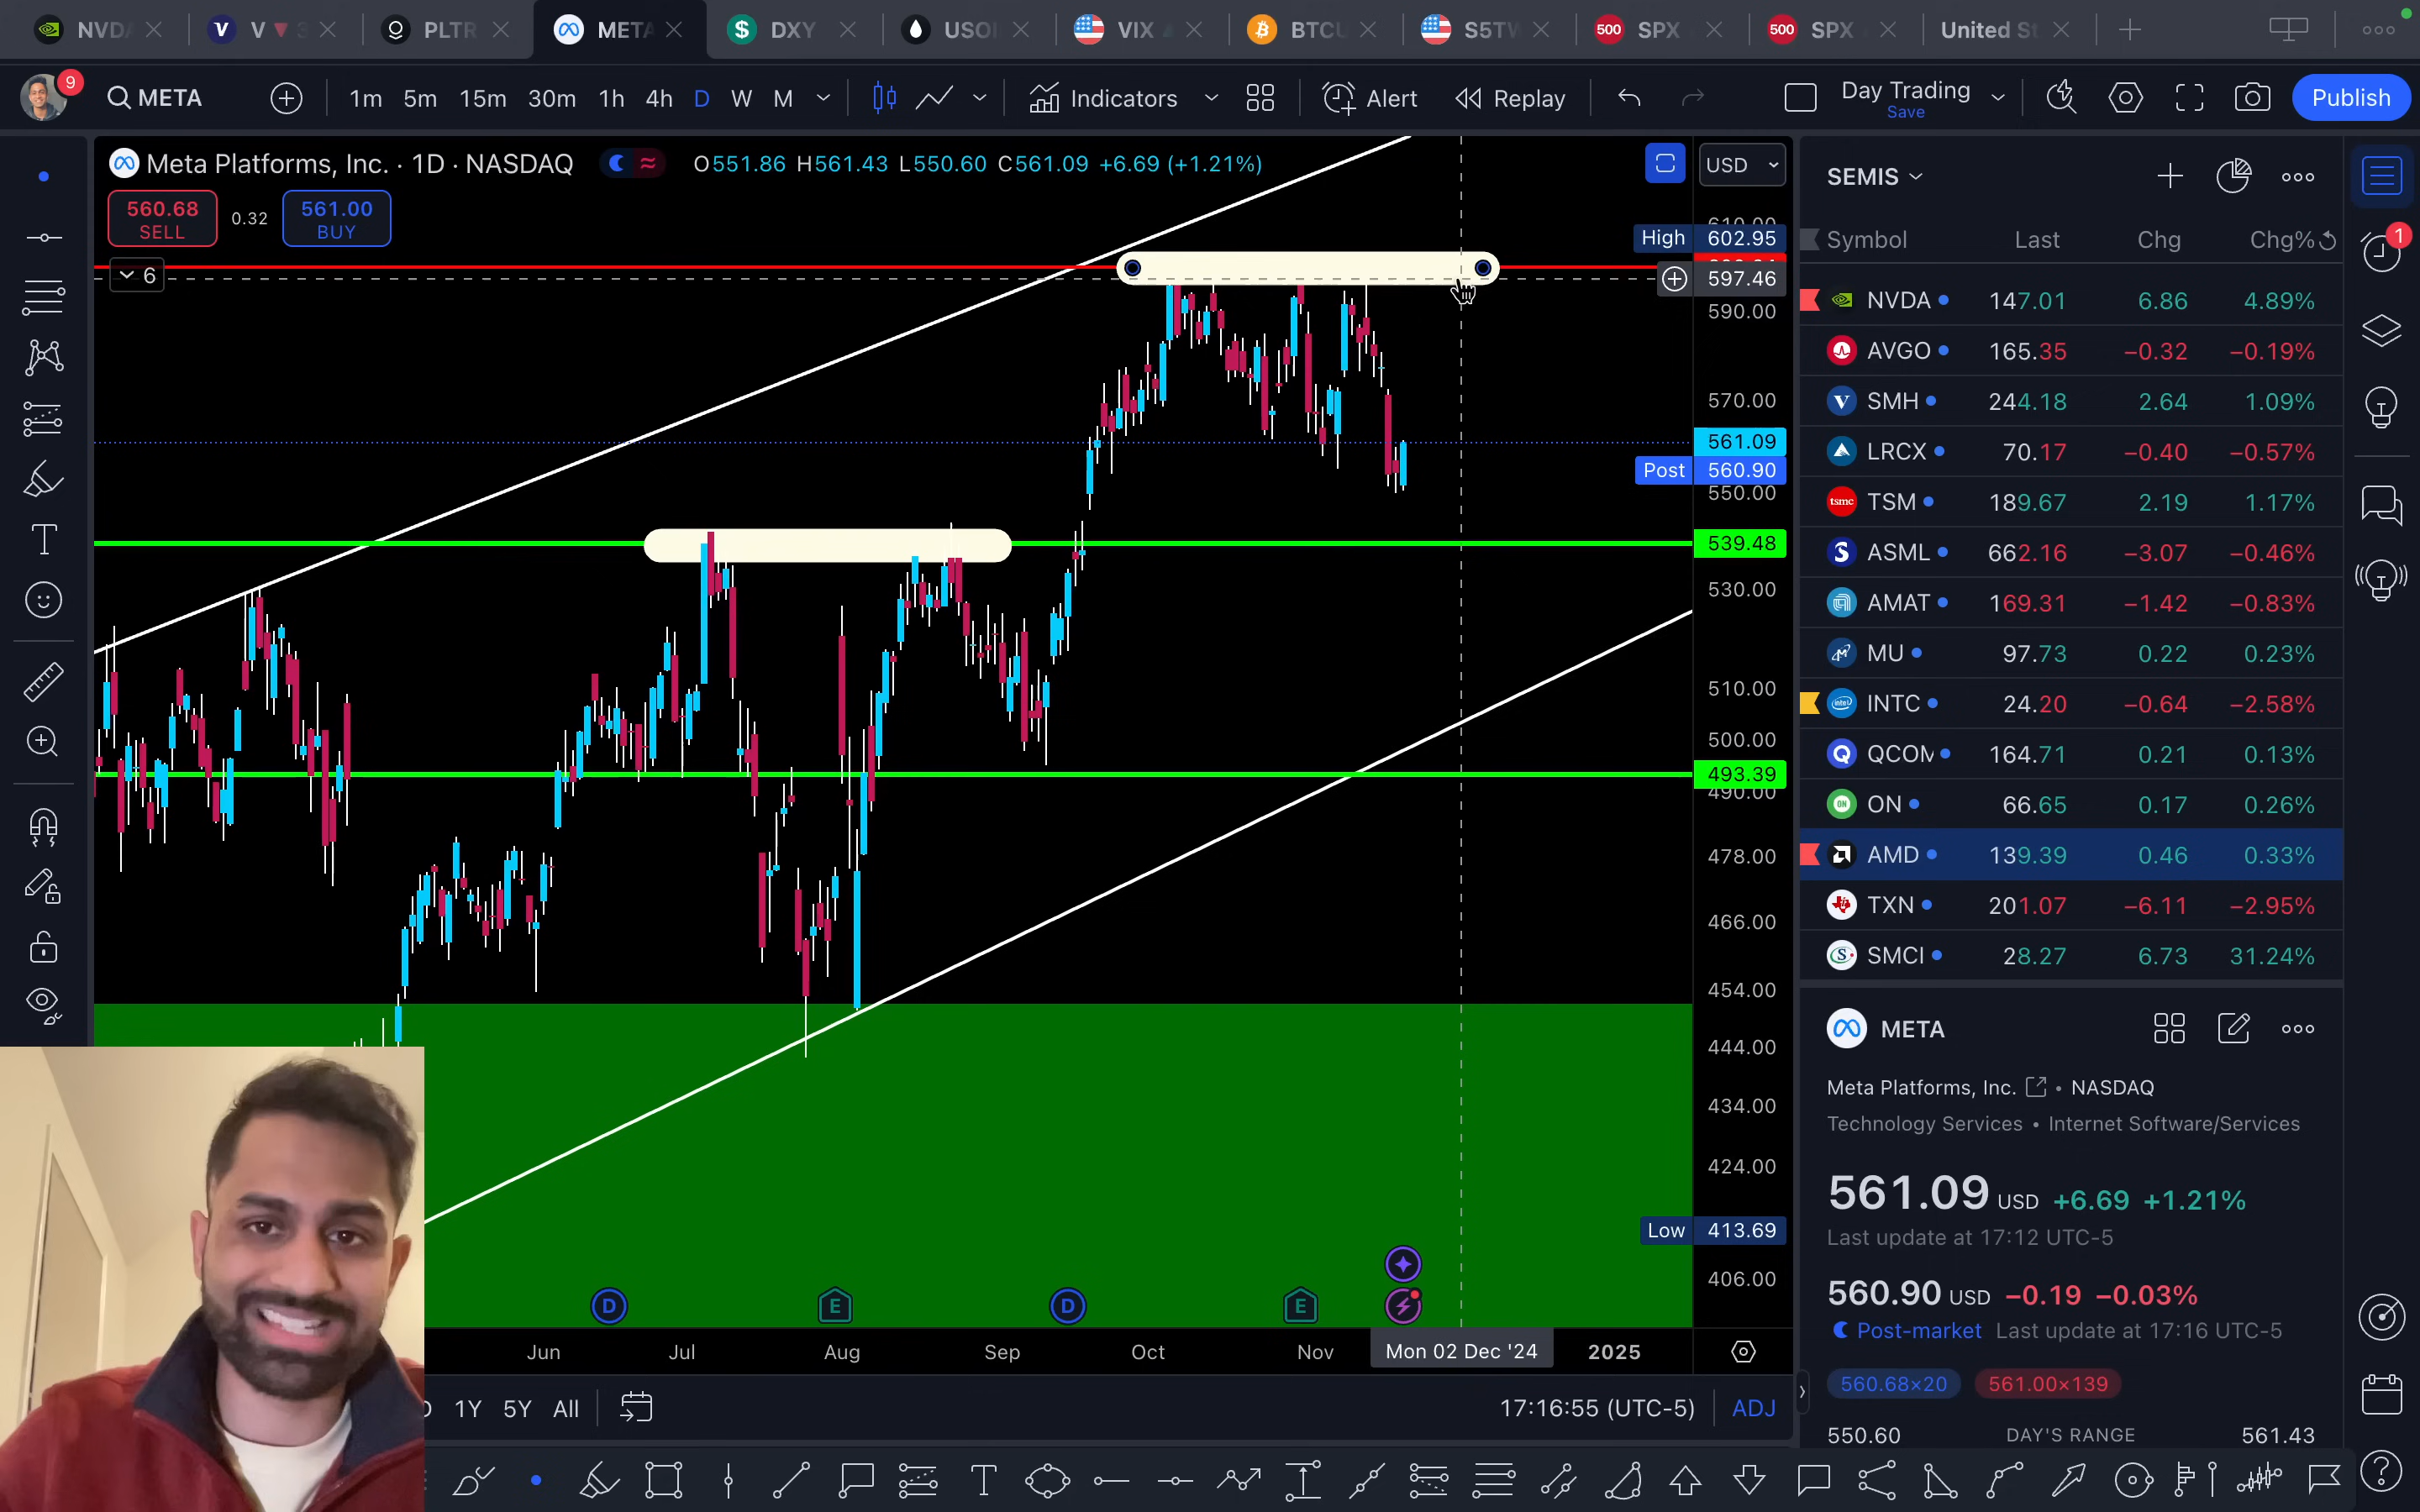 NVDA V 3 PLTR META DXY USOI VIX BTCU S5TW SPX SPX United St
9 META 1m 5m 15m 30m 1h 4h D W M Indicators Alert Replay Day Trading Save Publish
Meta Platforms, Inc. · 1D · NASDAQ O551.86 H561.43 L550.60 C561.09 +6.69 (+1.21%)
USD
560.68 SELL 0.32 561.00 BUY
6
610.00
High 602.95
597.46
590.00
570.00
561.09
Post 560.90
550.00
539.48
530.00
510.00
500.00
493.39
490.00
478.00
466.00
454.00
444.00
434.00
424.00
Low 413.69
406.00
D E D E
Jun Jul Aug Sep Oct Nov Mon 02 Dec '24 2025
1Y 5Y All 17:16:55 (UTC-5) ADJ
SEMIS
1
Symbol Last Chg Chg%
NVDA 147.01 6.86 4.89%
AVGO 165.35 −0.32 −0.19%
SMH 244.18 2.64 1.09%
LRCX 70.17 −0.40 −0.57%
tsmc TSM 189.67 2.19 1.17%
ASML 662.16 −3.07 −0.46%
AMAT 169.31 −1.42 −0.83%
MU 97.73 0.22 0.23%
intel INTC 24.20 −0.64 −2.58%
QCOM 164.71 0.21 0.13%
ON ON 66.65 0.17 0.26%
AMD 139.39 0.46 0.33%
TXN 201.07 −6.11 −2.95%
SMCI 28.27 6.73 31.24%
META
Meta Platforms, Inc. • NASDAQ
Technology Services • Internet Software/Services
561.09 USD +6.69 +1.21%
Last update at 17:12 UTC-5
560.90 USD −0.19 −0.03%
Post-market Last update at 17:16 UTC-5
560.68×20 561.00×139
550.60 DAY'S RANGE 561.43